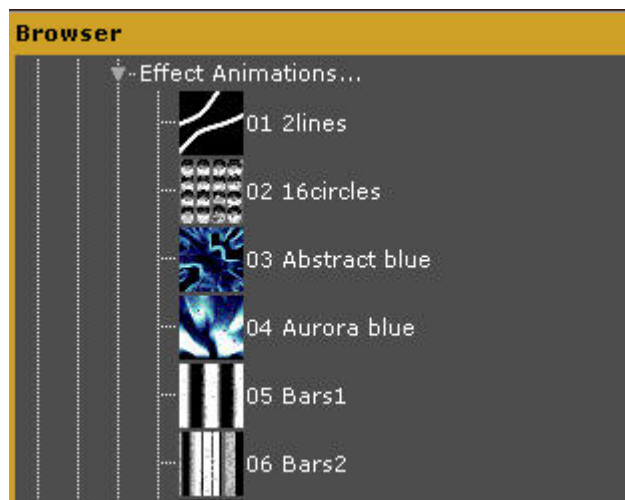 Browser
Effect Animations...
01 2lines
02 16circles
03 Abstract blue
04 Aurora blue
05 Bars1
06 Bars2